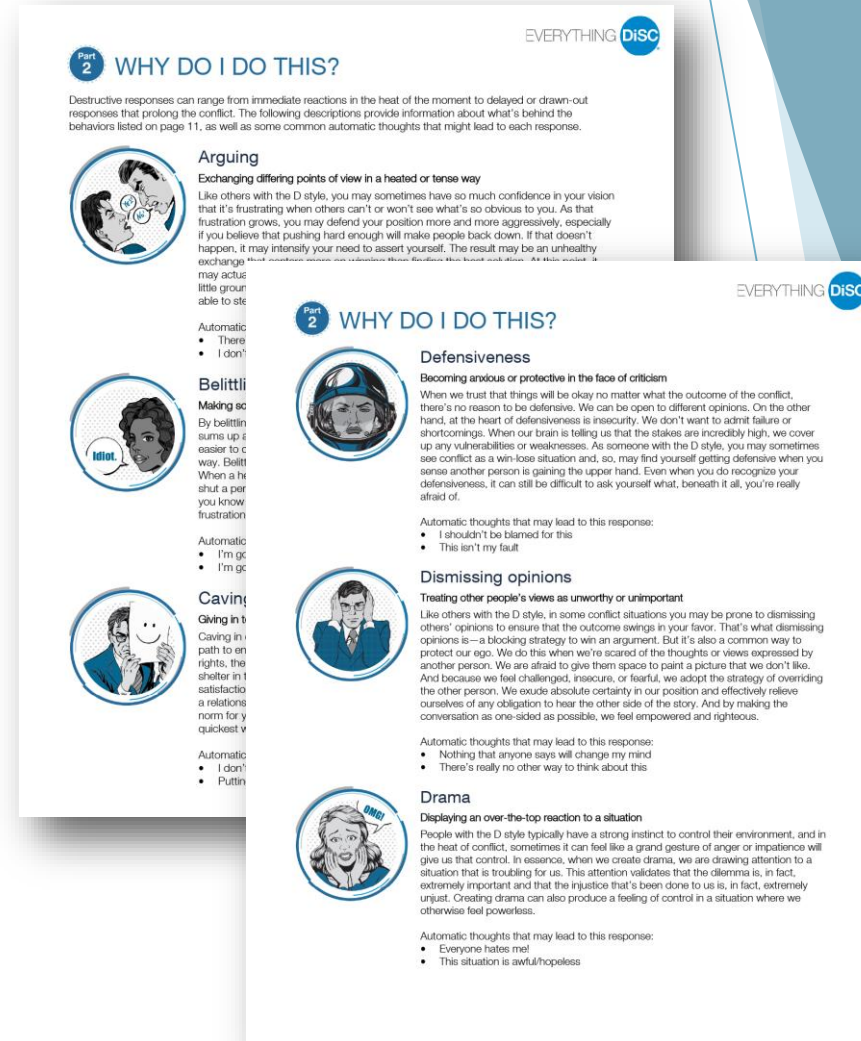 EVERYTHING DiSC
Part
2
WHY DO I DO THIS?
Destructive responses can range from immediate reactions in the heat of the moment to delayed or drawn-out
responses that prolong the conflict. The following descriptions provide information about what's behind the
behaviors listed on page 11, as well as some common automatic thoughts that might lead to each response.
Arguing
Exchanging differing points of view in a heated or tense way
Like others with the D style, you may sometimes have so much confidence in your vision
that it's frustrating when others can't or won't see what's so obvious to you. As that
frustration grows, you may defend your position more and more aggressively, especially
if you believe that pushing hard enough will make people back down. If that doesn't
happen, it may intensify your need to assert yourself. The result may be an unhealthy
exchange that centers more on winning than finding the best solution. At this point, it
may actua
little groun
able to ste
Automatic
• There
• I don'
Belittli
Making so
By belittlin
sums up a
easier to c
way. Belitt
When a he
shut a per
you know
frustration
Automatic
• I'm go
• I'm go
Idiot.
Caving
Giving in t
Caving in
path to en
rights, the
shelter in t
satisfactio
a relations
norm for y
quickest w
Automatic
• I don'
• Puttin
EVERYTHING DiSC
Part
2
WHY DO I DO THIS?
Defensiveness
Becoming anxious or protective in the face of criticism
When we trust that things will be okay no matter what the outcome of the conflict,
there's no reason to be defensive. We can be open to different opinions. On the other
hand, at the heart of defensiveness is insecurity. We don't want to admit failure or
shortcomings. When our brain is telling us that the stakes are incredibly high, we cover
up any vulnerabilities or weaknesses. As someone with the D style, you may sometimes
see conflict as a win-lose situation and, so, may find yourself getting defensive when you
sense another person is gaining the upper hand. Even when you do recognize your
defensiveness, it can still be difficult to ask yourself what, beneath it all, you're really
afraid of.
Automatic thoughts that may lead to this response:
• I shouldn't be blamed for this
• This isn't my fault
Dismissing opinions
Treating other people's views as unworthy or unimportant
Like others with the D style, in some conflict situations you may be prone to dismissing
others' opinions to ensure that the outcome swings in your favor. That's what dismissing
opinions is—a blocking strategy to win an argument. But it's also a common way to
protect our ego. We do this when we're scared of the thoughts or views expressed by
another person. We are afraid to give them space to paint a picture that we don't like.
And because we feel challenged, insecure, or fearful, we adopt the strategy of overriding
the other person. We exude absolute certainty in our position and effectively relieve
ourselves of any obligation to hear the other side of the story. And by making the
conversation as one-sided as possible, we feel empowered and righteous.
Automatic thoughts that may lead to this response:
• Nothing that anyone says will change my mind
• There's really no other way to think about this
OMG!
Drama
Displaying an over-the-top reaction to a situation
People with the D style typically have a strong instinct to control their environment, and in
the heat of conflict, sometimes it can feel like a grand gesture of anger or impatience will
give us that control. In essence, when we create drama, we are drawing attention to a
situation that is troubling for us. This attention validates that the dilemma is, in fact,
extremely important and that the injustice that's been done to us is, in fact, extremely
unjust. Creating drama can also produce a feeling of control in a situation where we
otherwise feel powerless.
Automatic thoughts that may lead to this response:
• Everyone hates me!
• This situation is awful/hopeless